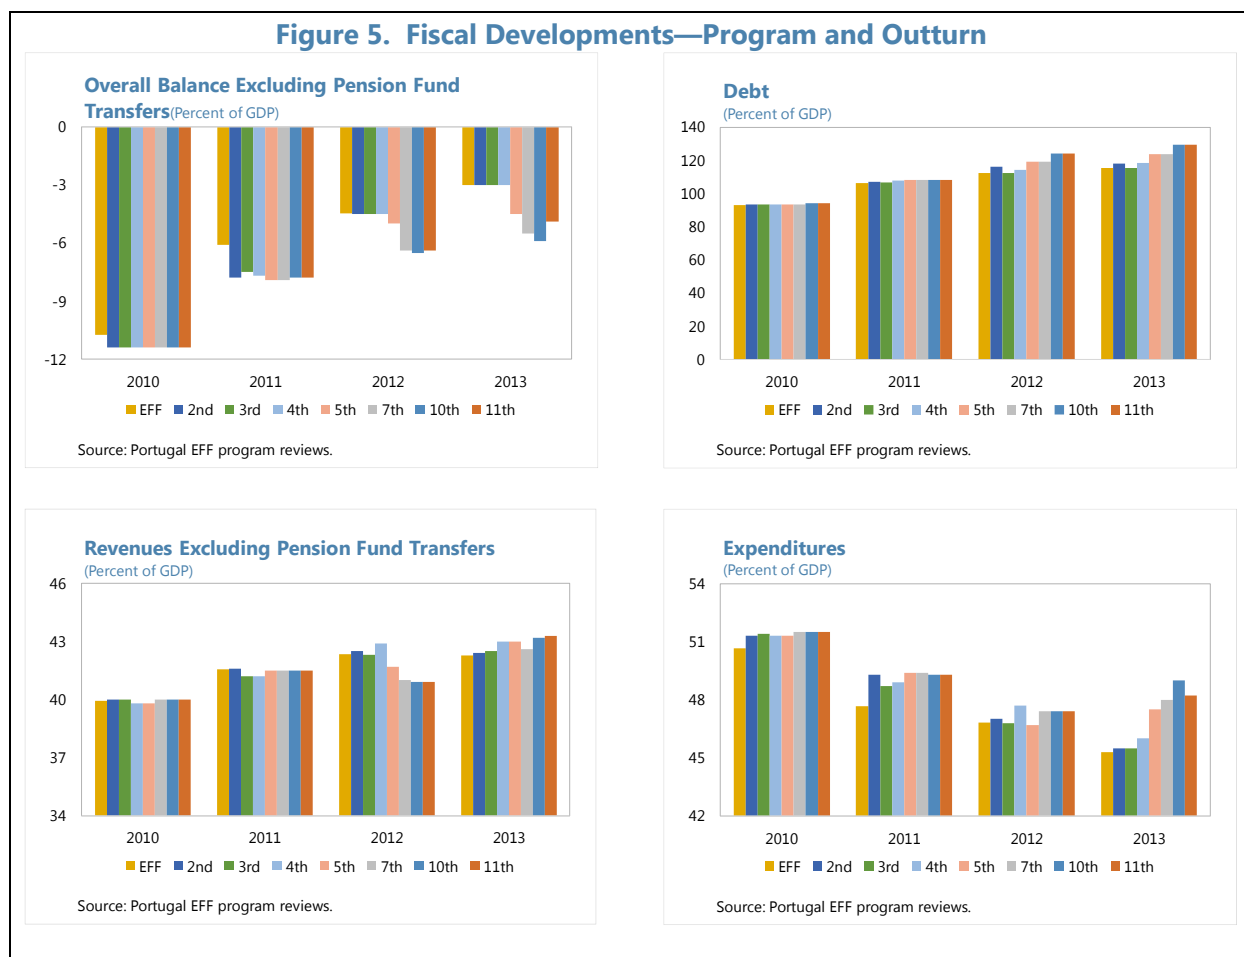 Figure 5.  Fiscal Developments—Program and Outturn
Overall Balance Excluding Pension Fund
Transfers(Percent of GDP)
0
-3
-6
-9
-12
2010 2011 2012 2013
EFF 2nd 3rd 4th 5th 7th 10th 11th
Source: Portugal EFF program reviews.
Debt
(Percent of GDP)
140
120
100
80
60
40
20
0
2010 2011 2012 2013
EFF 2nd 3rd 4th 5th 7th 10th 11th
Source: Portugal EFF program reviews.
Revenues Excluding Pension Fund Transfers
(Percent of GDP)
46
43
40
37
34
2010 2011 2012 2013
EFF 2nd 3rd 4th 5th 7th 10th 11th
Source: Portugal EFF program reviews.
Expenditures
(Percent of GDP)
54
51
48
45
42
2010 2011 2012 2013
EFF 2nd 3rd 4th 5th 7th 10th 11th
Source: Portugal EFF program reviews.